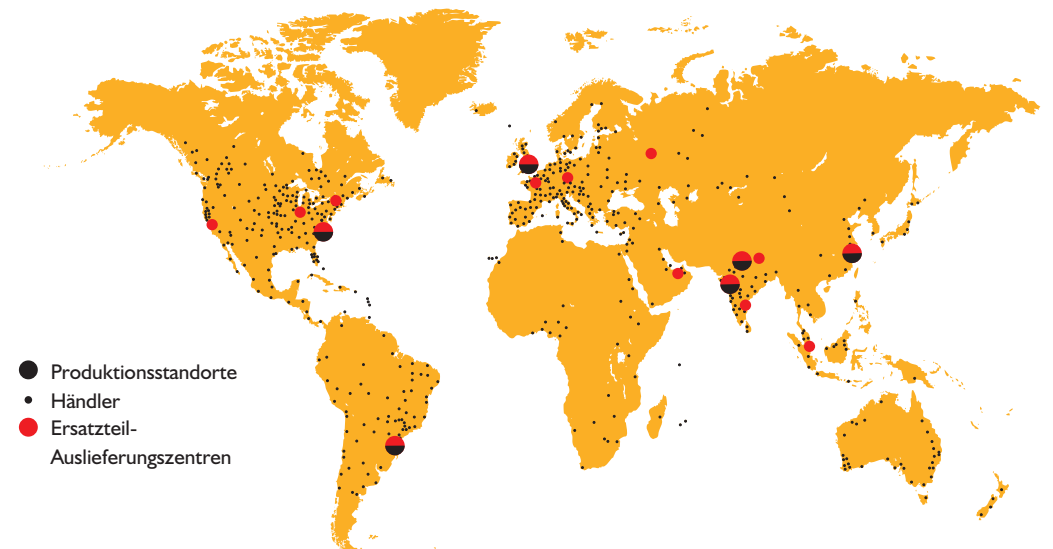 Produktionsstandorte
Händler
Ersatzteil-
Auslieferungszentren